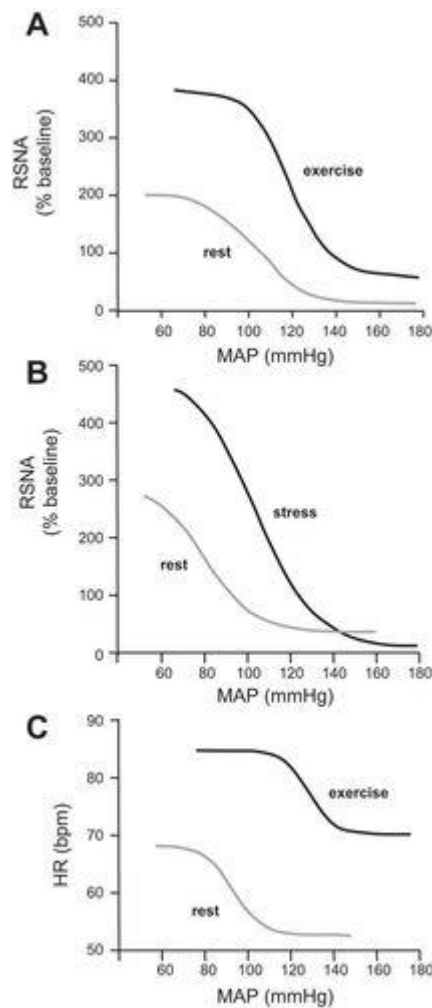 A
500
400
300
200
100
0
RSNA
(% baseline)
exercise
rest
60 80 100 120 140 160 180
MAP (mmHg)
B
500
400
300
200
100
0
RSNA
(% baseline)
stress
rest
60 80 100 120 140 160 180
MAP (mmHg)
C
90
80
70
60
50
HR (bpm)
exercise
rest
60 80 100 120 140 160 180
MAP (mmHg)